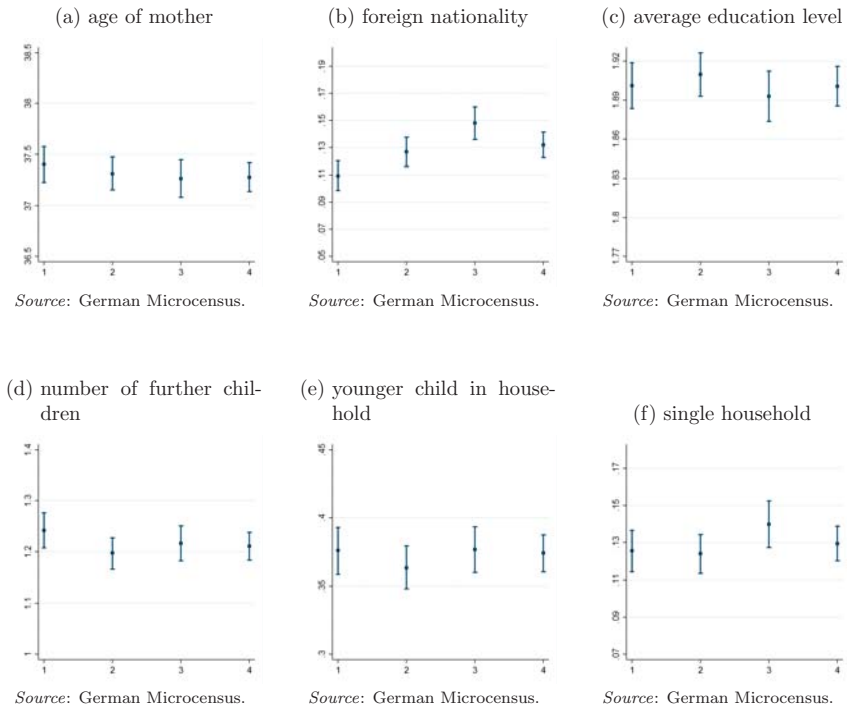 (a) age of mother
(b) foreign nationality
(c) average education level
38.5
38
37.5
37
36.5
1 2 3 4
.19
.17
.15
.13
.11
.09
.07
.05
1 2 3 4
1.92
1.89
1.86
1.83
1.8
1.77
1 2 3 4
Source: German Microcensus.
Source: German Microcensus.
Source: German Microcensus.
(d) number of further chil-
dren
(e) younger child in house-
hold
(f) single household
1.4
1.3
1.2
1.1
1
1 2 3 4
.45
.4
.35
.3
1 2 3 4
.17
.15
.13
.11
.09
.07
1 2 3 4
Source: German Microcensus.
Source: German Microcensus.
Source: German Microcensus.